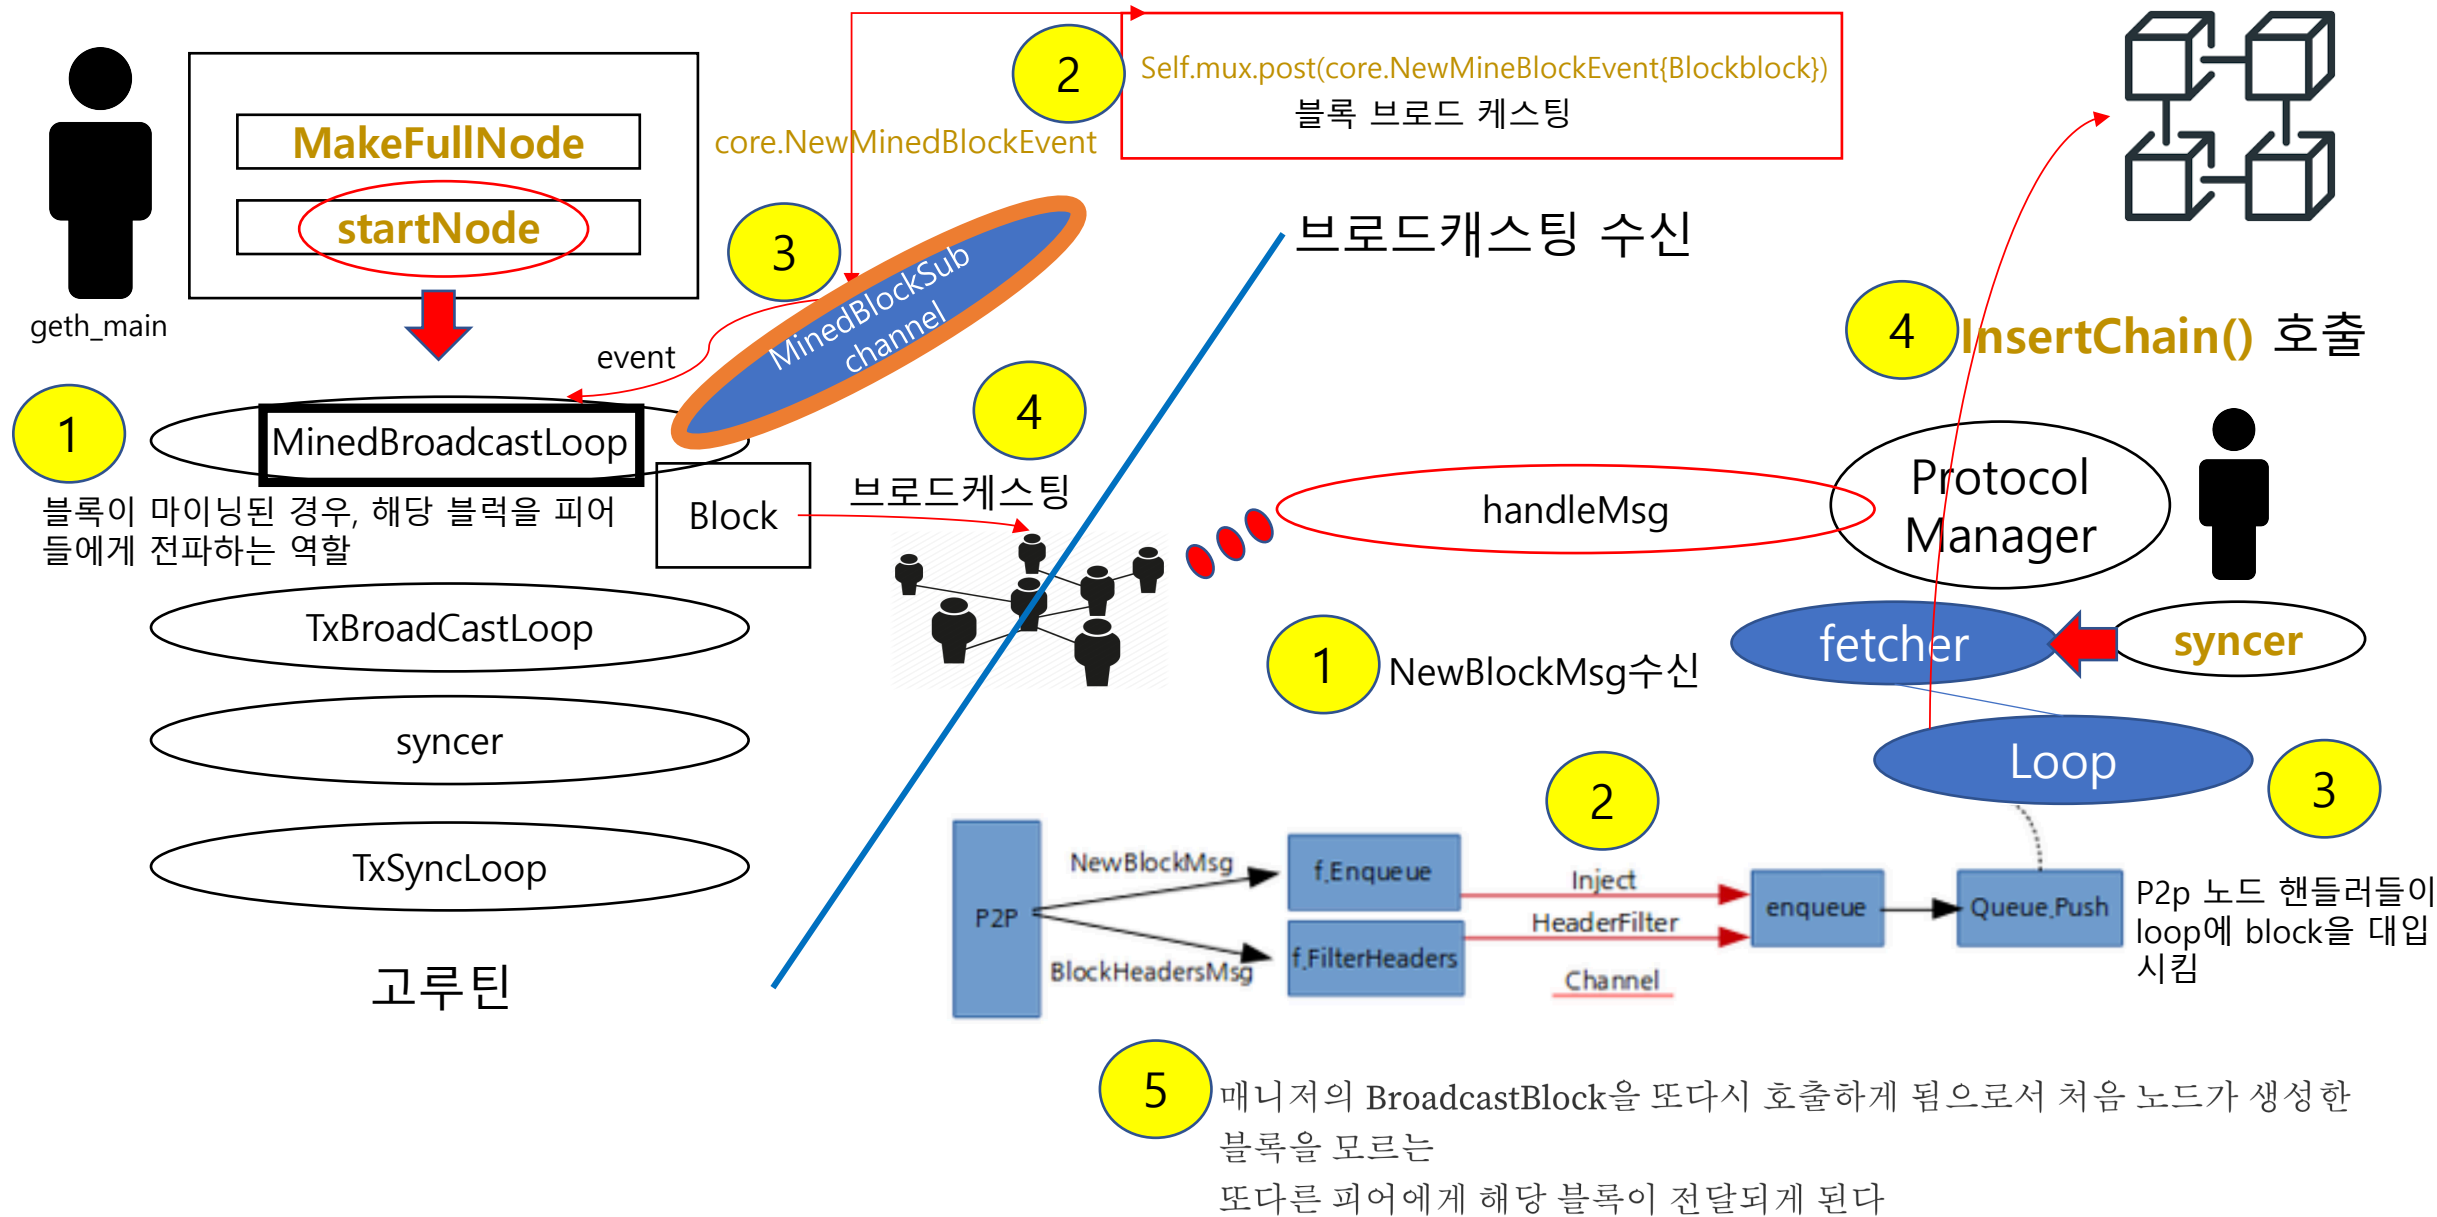 MakeFullNode
startNode
geth_main
2
Self.mux.post(core.NewMineBlockEvent{Blockblock})
블록 브로드 케스팅
core.NewMinedBlockEvent
3
MinedBlockSub
channel
event
1
MinedBroadcastLoop
블록이 마이닝된 경우, 해당 블럭을 피어
들에게 전파하는 역할
Block
4
브로드케스팅
TxBroadCastLoop
syncer
TxSyncLoop
고루틴
브로드캐스팅 수신
4
InsertChain() 호출
handleMsg
Protocol
Manager
1
NewBlockMsg수신
fetcher
syncer
Loop
2
3
P2P
NewBlockMsg
BlockHeadersMsg
f.Enqueue
f.FilterHeaders
Inject
HeaderFilter
Channel
enqueue
Queue.Push
P2p 노드 핸들러들이
loop에 block을 대입
시킴
5
매니저의 BroadcastBlock을 또다시 호출하게 됨으로서 처음 노드가 생성한
블록을 모르는
또다른 피어에게 해당 블록이 전달되게 된다